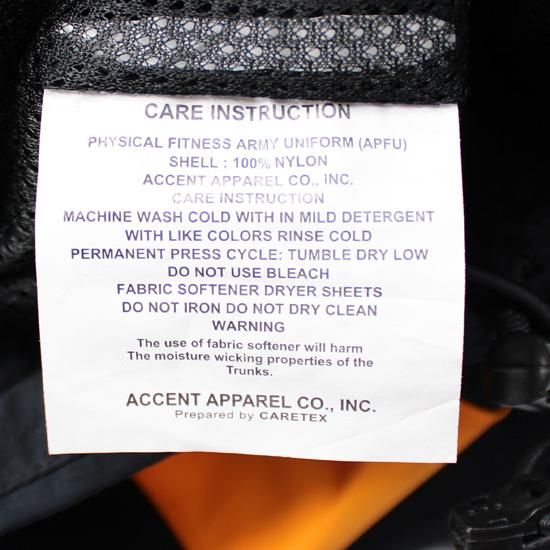 CARE INSTRUCTION
PHYSICAL FITNESS ARMY UNIFORM (APFU)
SHELL : 100% NYLON
ACCENT APPAREL CO., INC.
CARE INSTRUCTION
MACHINE WASH COLD WITH IN MILD DETERGENT
WITH LIKE COLORS RINSE COLD
PERMANENT PRESS CYCLE: TUMBLE DRY LOW
DO NOT USE BLEACH
FABRIC SOFTENER DRYER SHEETS
DO NOT IRON DO NOT DRY CLEAN
WARNING
The use of fabric softener will harm
The moisture wicking properties of the
Trunks.
ACCENT APPAREL CO., INC.
Prepared by CARETEX